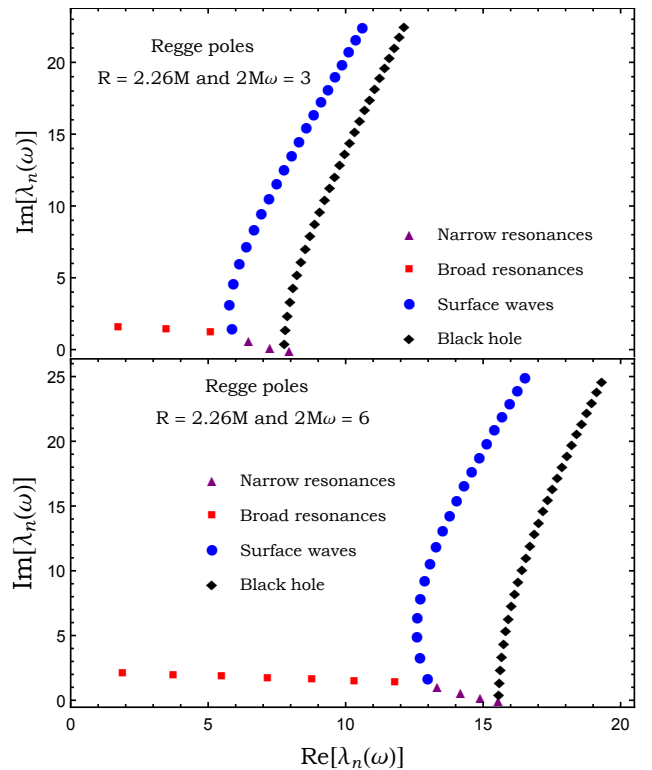 Regge poles
R = 2.26M and 2Mω = 3
Narrow resonances
Broad resonances
Surface waves
Black hole
Im[λₙ(ω)]
20
15
10
5
0
Regge poles
R = 2.26M and 2Mω = 6
Narrow resonances
Broad resonances
Surface waves
Black hole
Im[λₙ(ω)]
25
20
15
10
5
0
0 5 10 15 20
Re[λₙ(ω)]